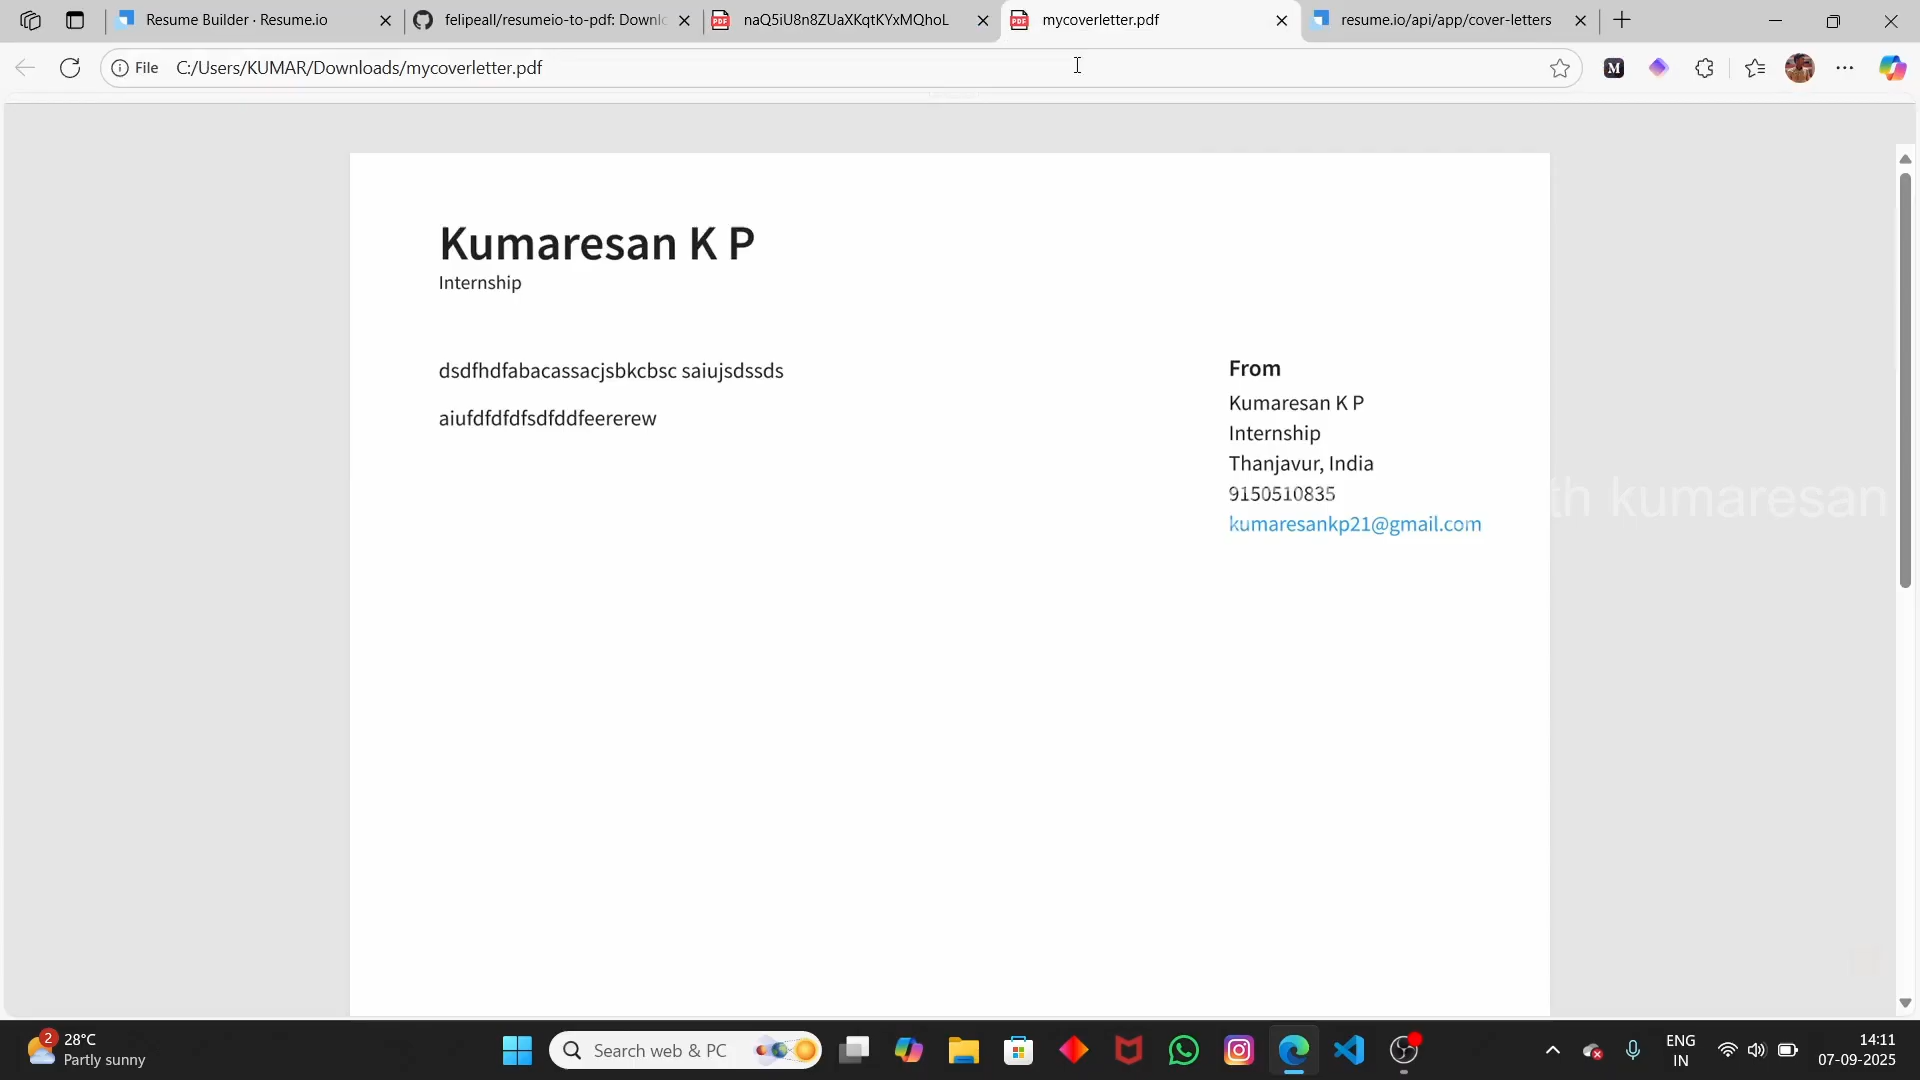 Resume Builder · Resume.io
felipeall/resumeio-to-pdf: Downlo
naQ5iU8n8ZUaXKqtKYxMQhoL
mycoverletter.pdf
resume.io/api/app/cover-letters
File
C:/Users/KUMAR/Downloads/mycoverletter.pdf
M
Kumaresan K P
Internship
dsdfhdfabacassacjsbkcbsc saiujsdssds
aiufdfdfdfsdfddfeererew
From
Kumaresan K P
Internship
Thanjavur, India
9150510835
kumaresankp21@gmail.com
th kumaresan
2
28°C
Partly sunny
Search web & PC
ENG
IN
14:11
07-09-2025